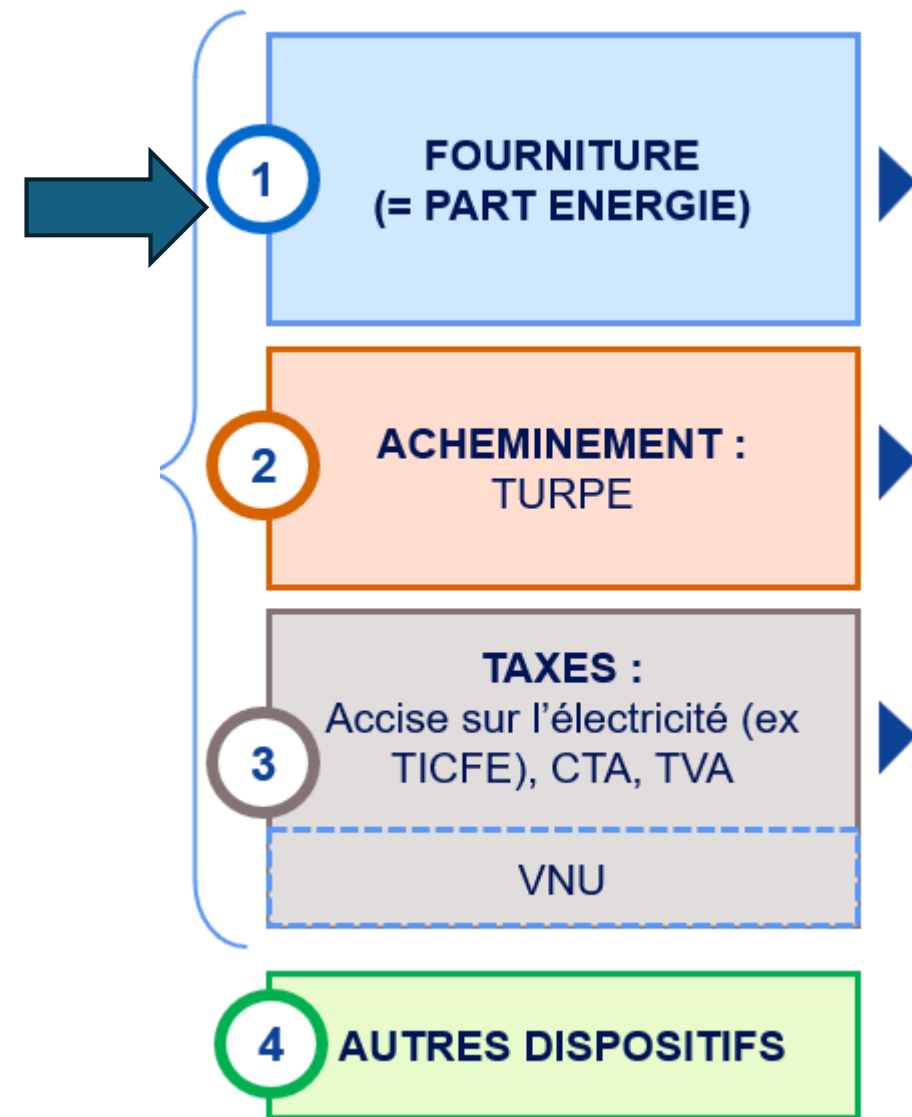 1
FOURNITURE
(= PART ENERGIE)
2
ACHEMINEMENT :
TURPE
3
TAXES :
Accise sur l’électricité (ex
TICFE), CTA, TVA
VNU
4
AUTRES DISPOSITIFS